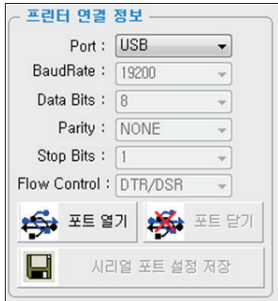 프린터 연결 정보
Port : USB
BaudRate : 19200
Data Bits : 8
Parity : NONE
Stop Bits : 1
Flow Control : DTR/DSR
포트 열기 포트 닫기
시리얼 포트 설정 저장